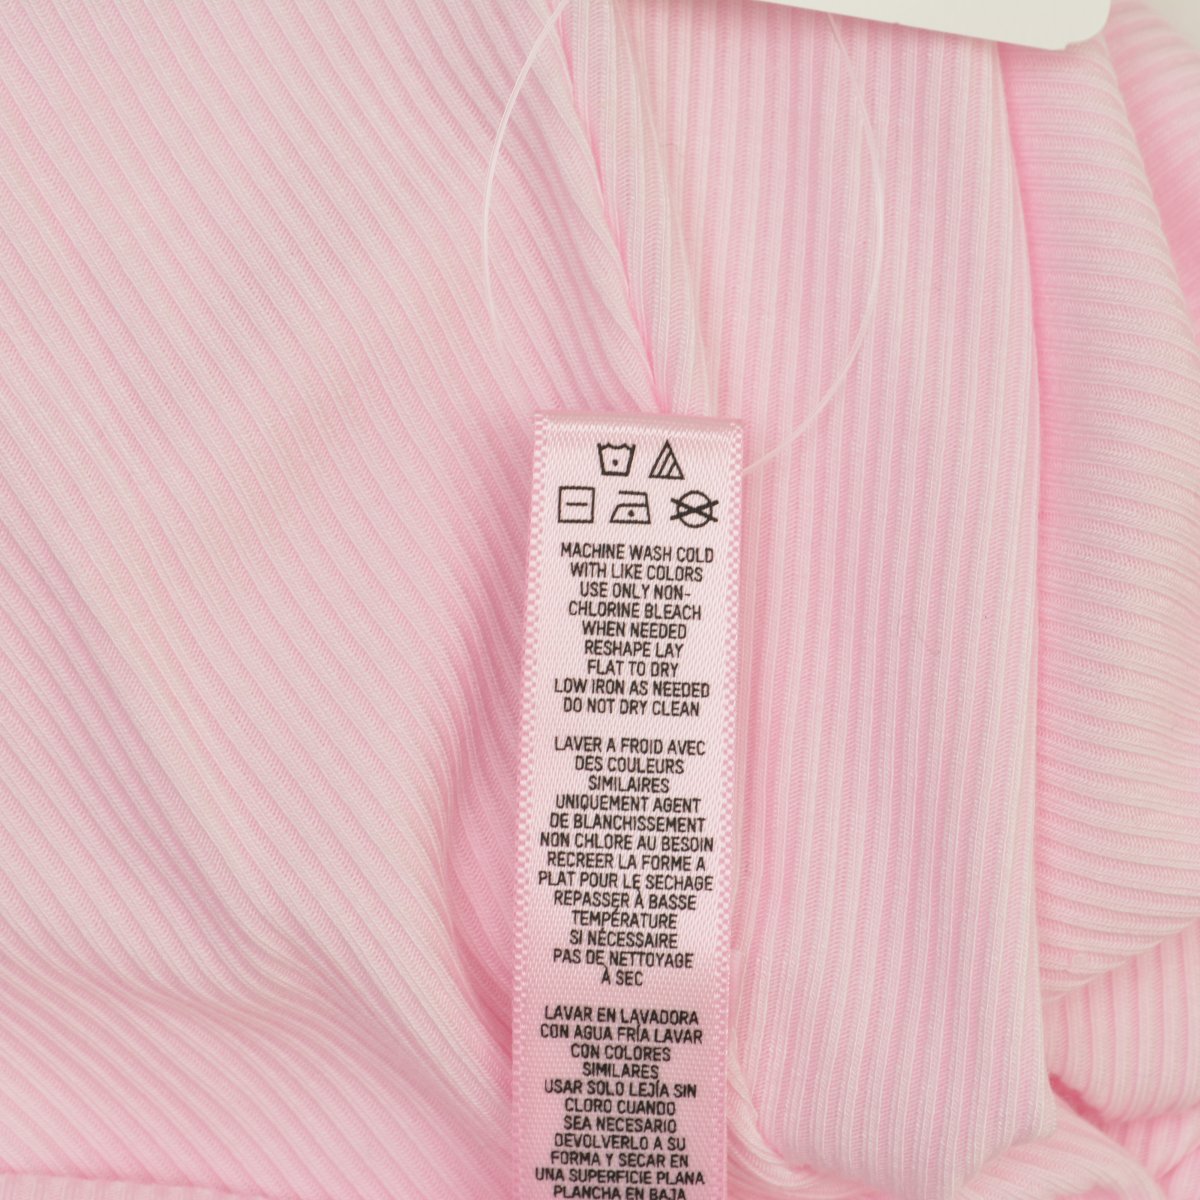 MACHINE WASH COLD
WITH LIKE COLORS
USE ONLY NON-
CHLORINE BLEACH
WHEN NEEDED
RESHAPE LAY
FLAT TO DRY
LOW IRON AS NEEDED
DO NOT DRY CLEAN
LAVER A FROID AVEC
DES COULEURS
SIMILAIRES
UNIQUEMENT AGENT
DE BLANCHISSEMENT
NON CHLORE AU BESOIN
RECREER LA FORME A
PLAT POUR LE SECHAGE
REPASSER À BASSE
TEMPÉRATURE
SI NÉCESSAIRE
PAS DE NETTOYAGE
À SEC
LAVAR EN LAVADORA
CON AGUA FRÍA LAVAR
CON COLORES
SIMILARES
USAR SOLO LEJÍA SIN
CLORO CUANDO
SEA NECESARIO
DEVOLVERLO A SU
FORMA Y SECAR EN
UNA SUPERFICIE PLANA
PLANCHA EN BAJA